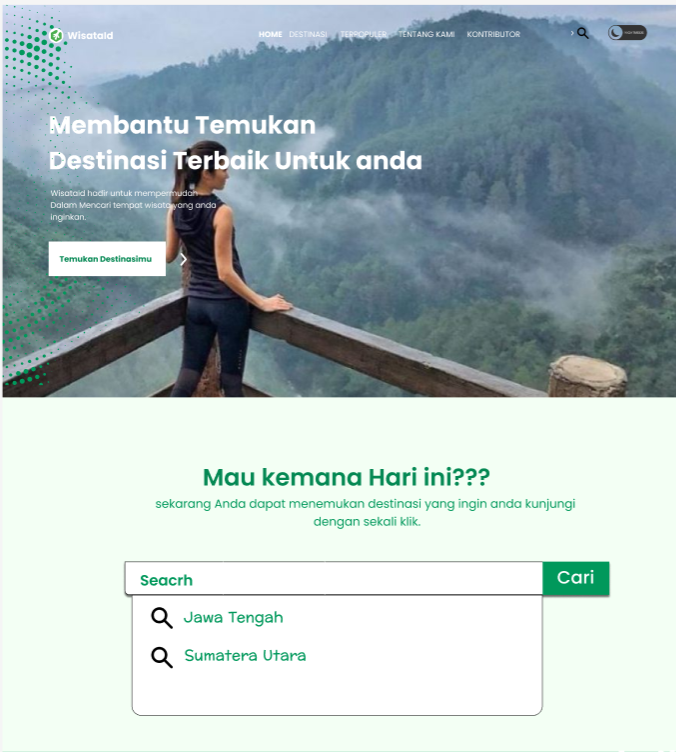 WisataId
HOME DESTINASI TERPOPULER TENTANG KAMI KONTRIBUTOR
Membantu Temukan
Destinasi Terbaik Untuk anda
Wisataid hadir untuk mempermudah
Dalam Mencari tempat wisata yang anda
inginkan.
Temukan Destinasimu
Mau kemana Hari ini???
sekarang Anda dapat menemukan destinasi yang ingin anda kunjungi
dengan sekali klik.
Seacrh
Cari
Jawa Tengah
Sumatera Utara